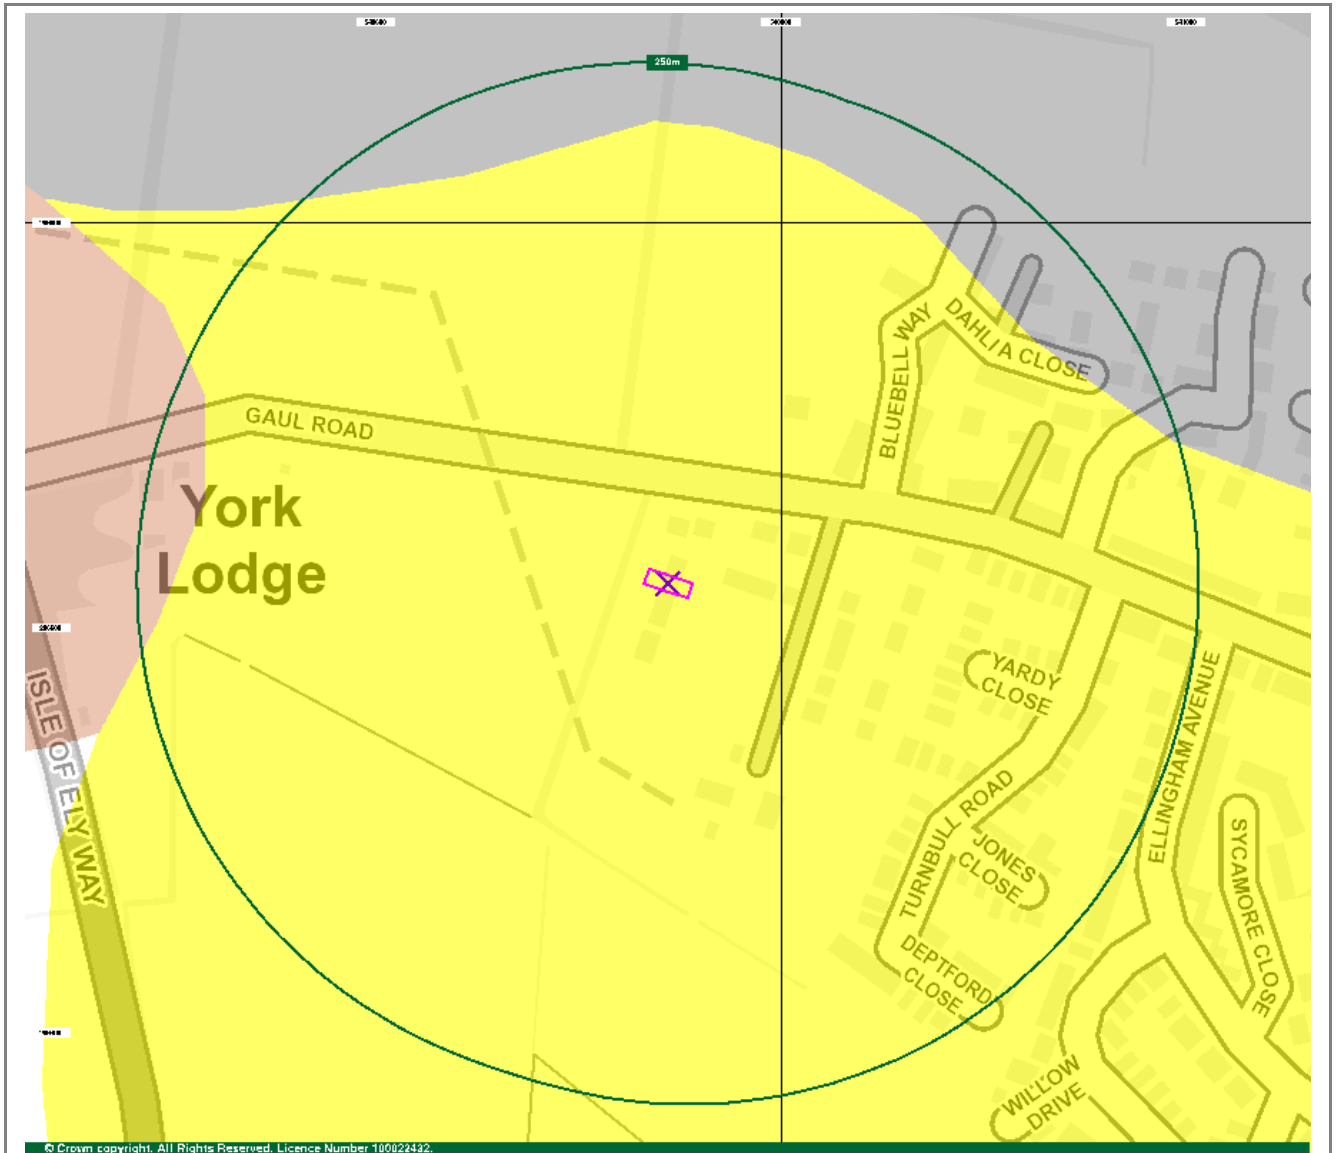 250m
BLUEBELL WAY
DAHLIA CLOSE
GAUL ROAD
York
Lodge
YARDY
CLOSE
ISLE OF ELY WAY
ELLINGHAM AVENUE
TURNBULL ROAD
JONES
CLOSE
SYCAMORE CLOSE
DEPTFORD
CLOSE
WILLOW
DRIVE
© Crown copyright. All Rights Reserved. Licence Number 100022432.